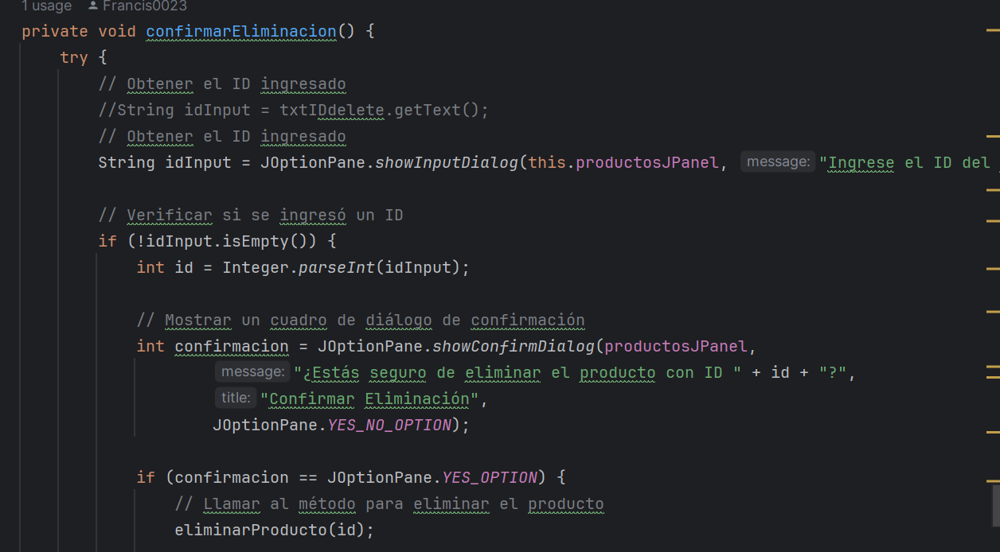 1 usage Francis0023
private void confirmarEliminacion() {
try {
// Obtener el ID ingresado
//String idInput = txtIDdelete.getText();
// Obtener el ID ingresado
String idInput = JOptionPane.showInputDialog(this.productosJPanel, message: "Ingrese el ID del
// Verificar si se ingresó un ID
if (!idInput.isEmpty()) {
int id = Integer.parseInt(idInput);
// Mostrar un cuadro de diálogo de confirmación
int confirmacion = JOptionPane.showConfirmDialog(productosJPanel,
message: "¿Estás seguro de eliminar el producto con ID " + id + "?",
title: "Confirmar Eliminación",
JOptionPane.YES_NO_OPTION);
if (confirmacion == JOptionPane.YES_OPTION) {
// Llamar al método para eliminar el producto
eliminarProducto(id);